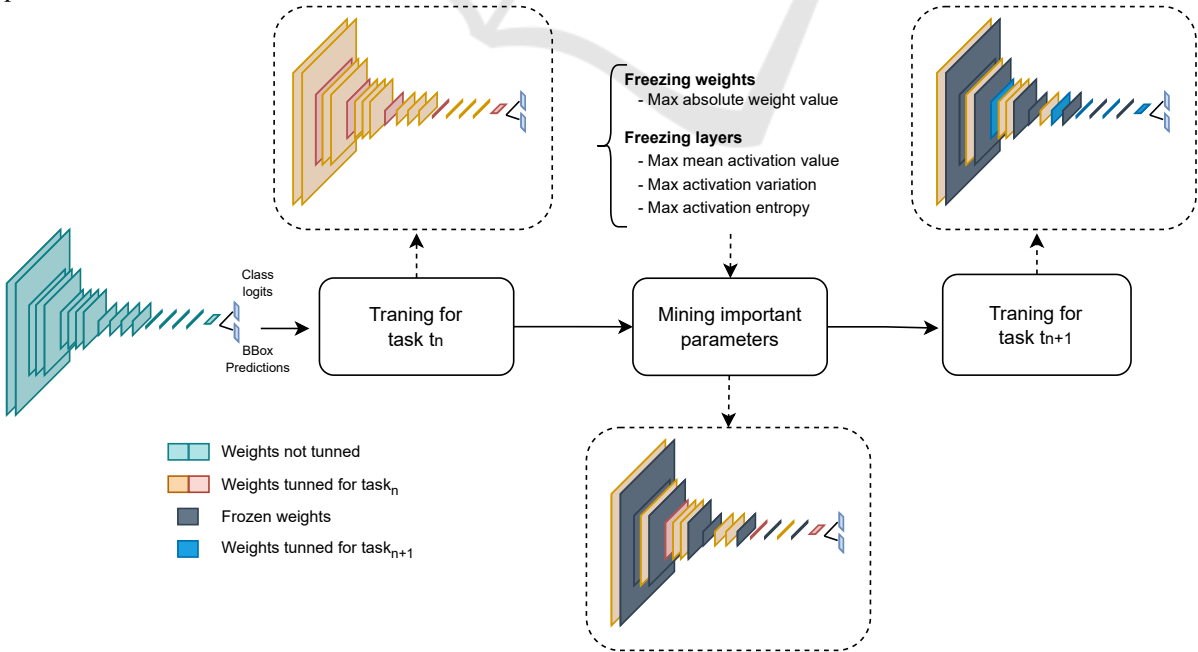 Freezing weights
- Max absolute weight value
Freezing layers
- Max mean activation value
- Max activation variation
- Max activation entropy
Class
logits
BBox
Predictions
Traning for
task tn
Mining important
parameters
Traning for
task tn+1
Weights not tunned
Weights tunned for taskn
Frozen weights
Weights tunned for taskn+1